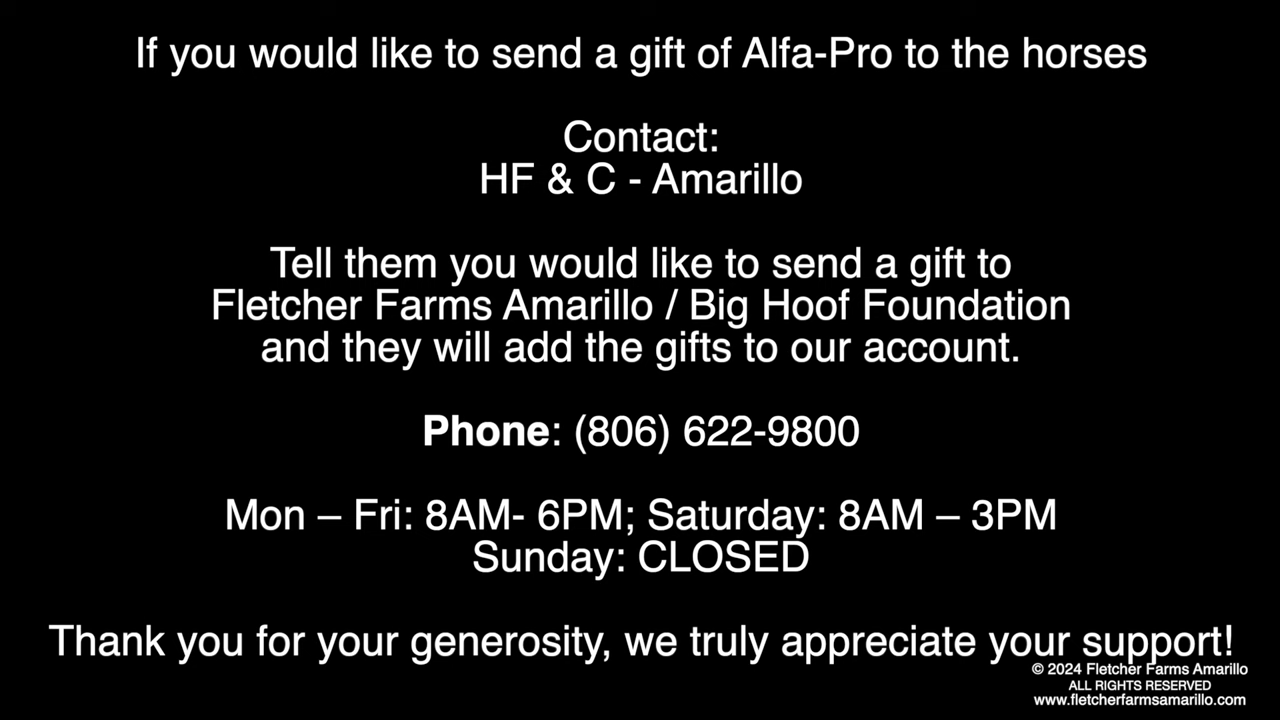 If you would like to send a gift of Alfa-Pro to the horses
Contact:
HF & C - Amarillo
Tell them you would like to send a gift to
Fletcher Farms Amarillo / Big Hoof Foundation
and they will add the gifts to our account.
Phone: (806) 622-9800
Mon – Fri: 8AM- 6PM; Saturday: 8AM – 3PM
Sunday: CLOSED
Thank you for your generosity, we truly appreciate your support!
© 2024 Fletcher Farms Amarillo
ALL RIGHTS RESERVED
www.fletcherfarmsamarillo.com